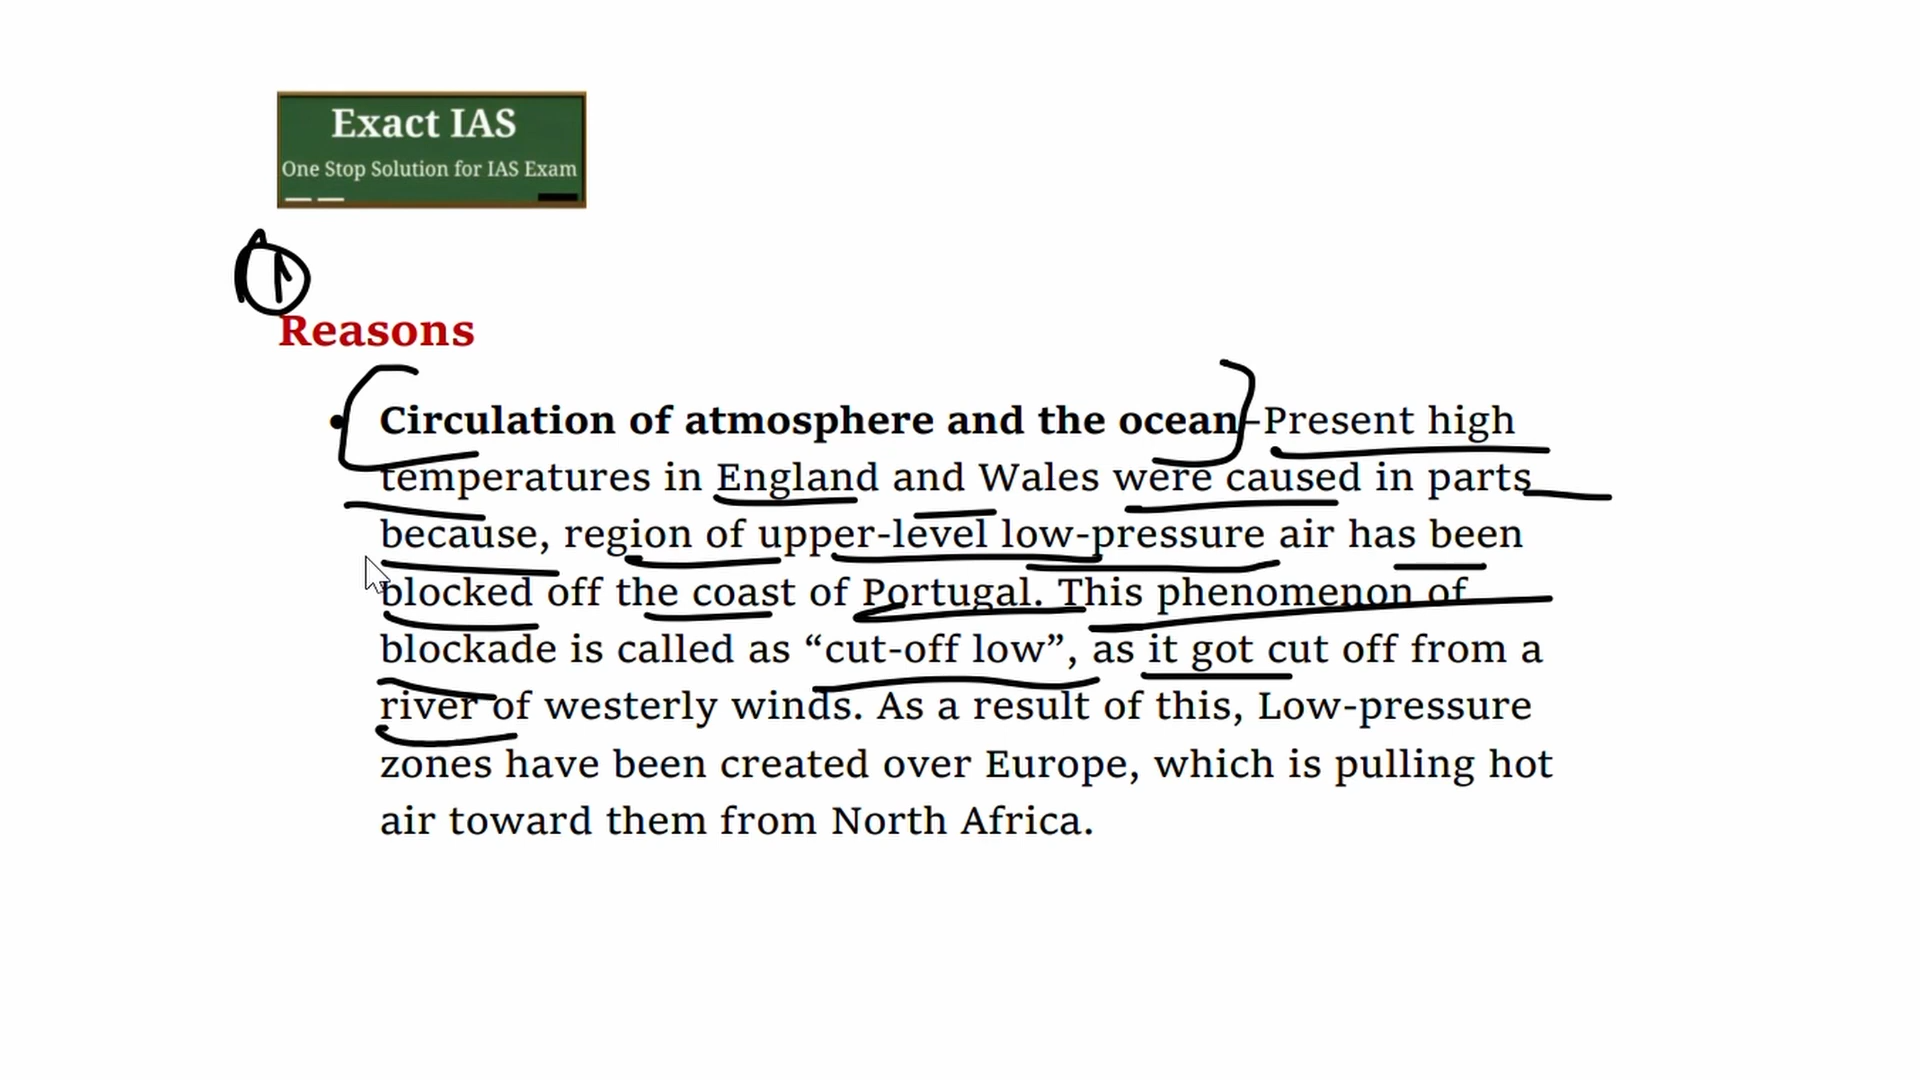 Exact IAS
One Stop Solution for IAS Exam
1
Reasons
• Circulation of atmosphere and the ocean–Present high
temperatures in England and Wales were caused in parts
because, region of upper-level low-pressure air has been
blocked off the coast of Portugal. This phenomenon of
blockade is called as “cut-off low”, as it got cut off from a
river of westerly winds. As a result of this, Low-pressure
zones have been created over Europe, which is pulling hot
air toward them from North Africa.